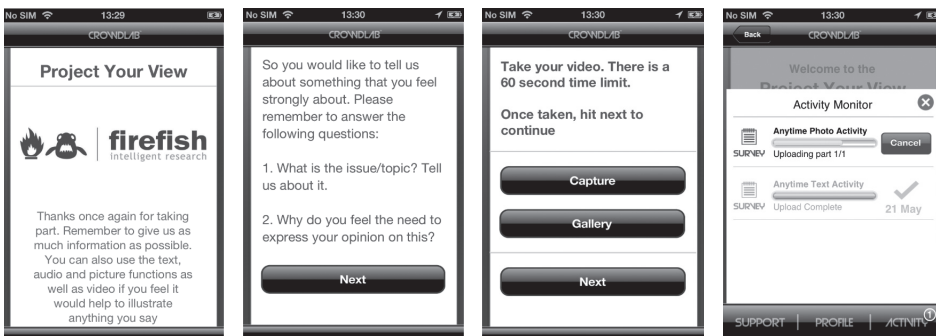 No SIM 13:29
CROWDLAB
Project Your View
firefish
intelligent research
Thanks once again for taking
part. Remember to give us as
much information as possible.
You can also use the text,
audio and picture functions as
well as video if you feel it
would help to illustrate
anything you say
No SIM 13:30
CROWDLAB
So you would like to tell us
about something that you feel
strongly about. Please
remember to answer the
following questions:
1. What is the issue/topic? Tell
us about it.
2. Why do you feel the need to
express your opinion on this?
Next
No SIM 13:30
CROWDLAB
Take your video. There is a
60 second time limit.
Once taken, hit next to
continue
Capture
Gallery
Next
No SIM 13:30
Back CROWDLAB
Welcome to the
Project Your View
Activity Monitor
Anytime Photo Activity
Cancel
SURVEY Uploading part 1/1
Anytime Text Activity
SURVEY Upload Complete 21 May
SUPPORT PROFILE ACTIVITY 1